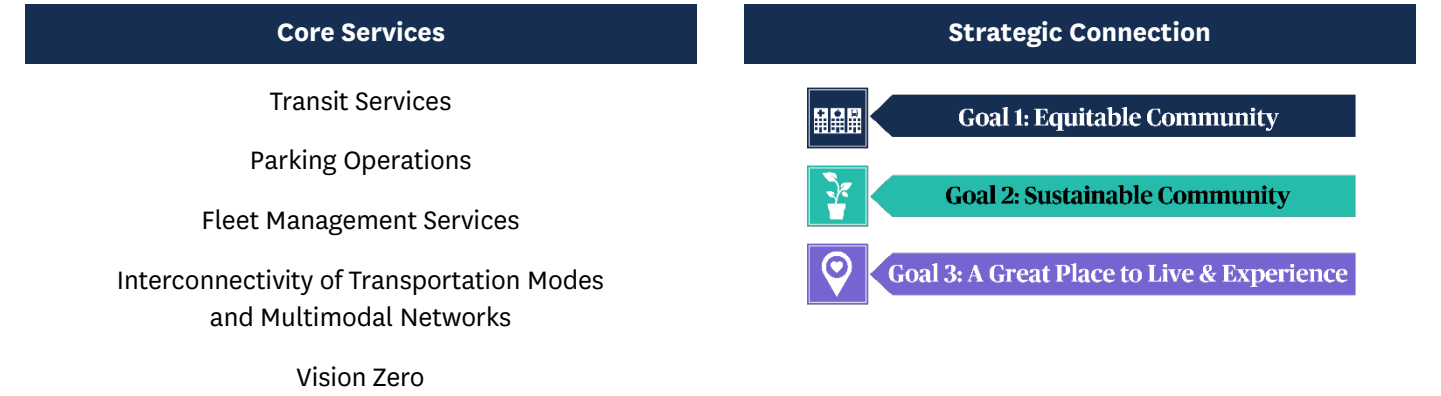 Core Services
Transit Services
Parking Operations
Fleet Management Services
Interconnectivity of Transportation Modes
and Multimodal Networks
Vision Zero
Strategic Connection
Goal 1: Equitable Community
Goal 2: Sustainable Community
Goal 3: A Great Place to Live & Experience